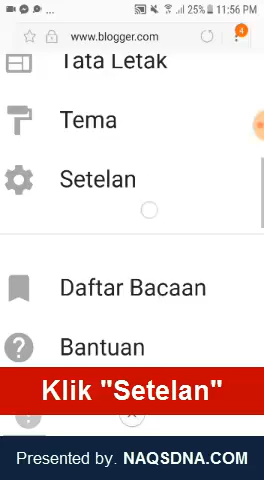 ... 25% 11:56 PM
www.blogger.com
4
Tata Letak
Tema
Setelan
Daftar Bacaan
Bantuan
Klik "Setelan"
Presented by. NAQSDNA.COM